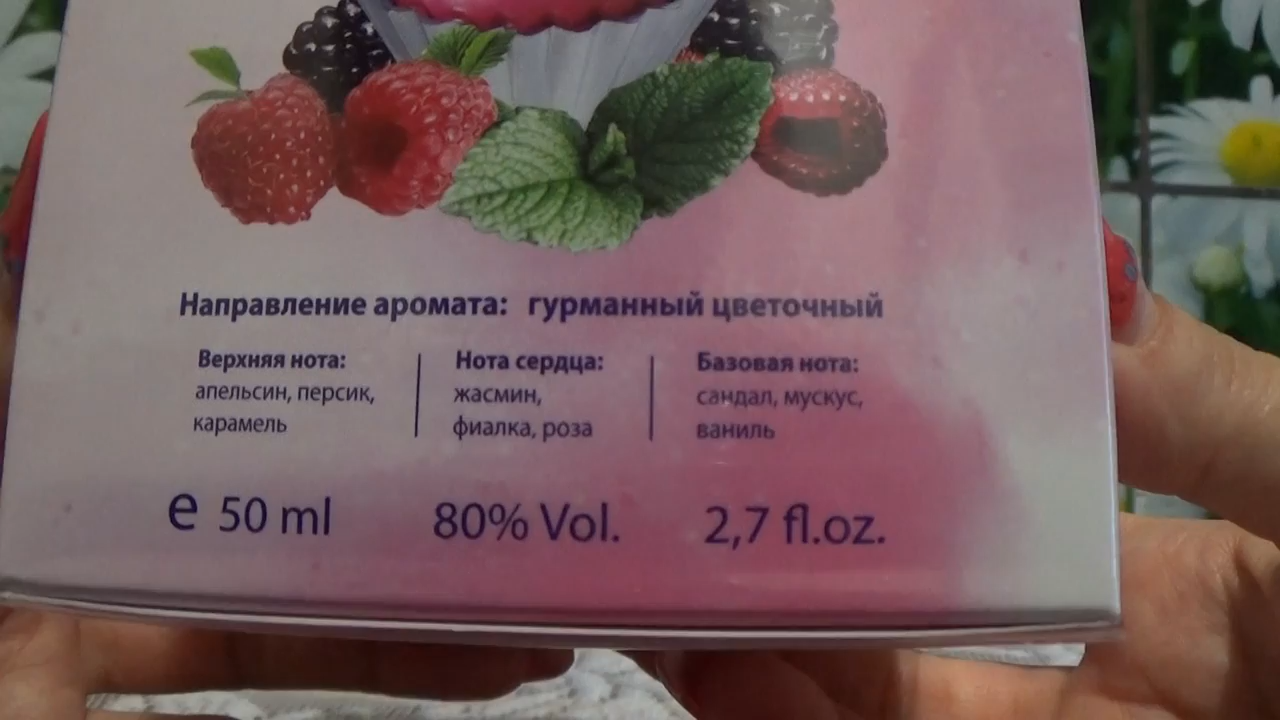 Направление аромата: гурманный цветочный
Верхняя нота:
апельсин, персик,
карамель
Нота сердца:
жасмин,
фиалка, роза
Базовая нота:
сандал, мускус,
ваниль
e 50 ml 80% Vol. 2,7 fl.oz.